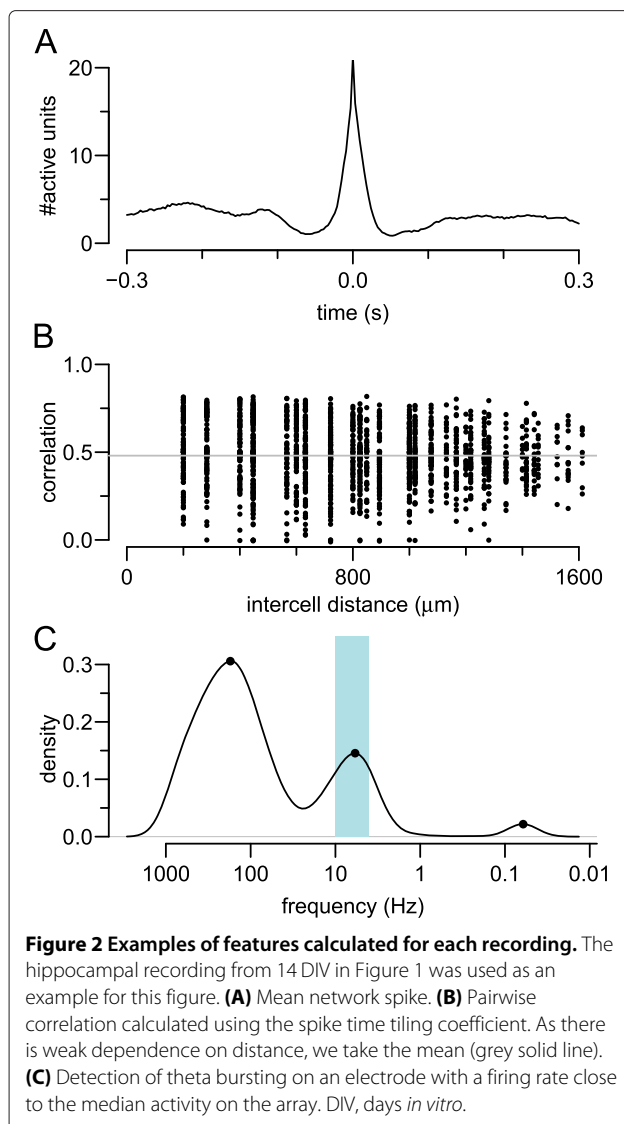 A
20
10
0
#active units
−0.3
0.0
0.3
time (s)
B
1.0
0.5
0.0
correlation
0
800
1600
intercell distance (μm)
C
0.3
0.2
0.1
0.0
density
1000
100
10
1
0.1
0.01
frequency (Hz)
Figure 2 Examples of features calculated for each recording. The
hippocampal recording from 14 DIV in Figure 1 was used as an
example for this figure. (A) Mean network spike. (B) Pairwise
correlation calculated using the spike time tiling coefficient. As there
is weak dependence on distance, we take the mean (grey solid line).
(C) Detection of theta bursting on an electrode with a firing rate close
to the median activity on the array. DIV, days in vitro.